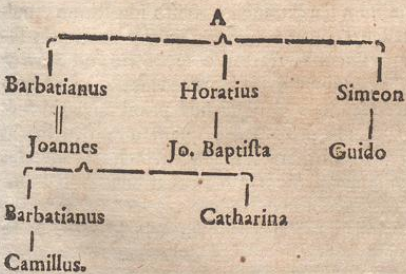 A
Barbatianus Horatius Simeon
Joannes Jo. Baptiſta Guido
Barbatianus Catharina
Camillus.